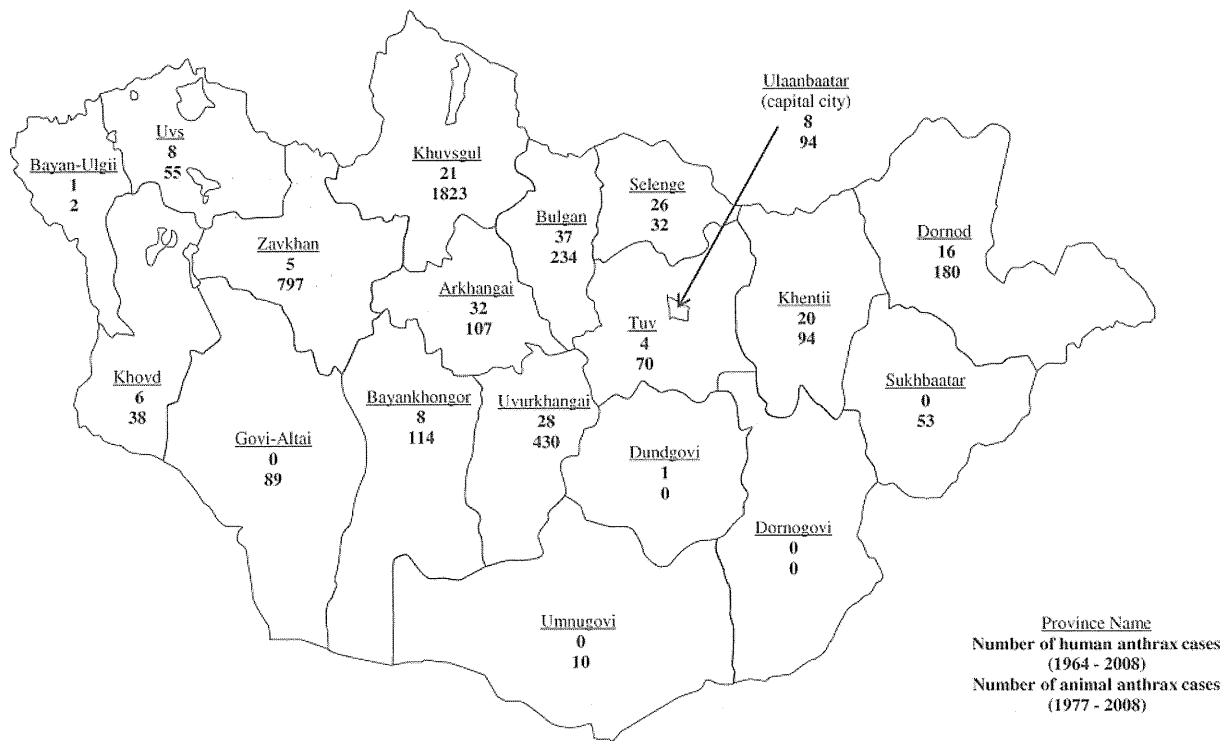 Ulaanbaatar
(capital city)
8
94
Uvs
8
55
Bayan-Ulgii
1
2
Khuvsgul
21
1823
Selenge
26
32
Bulgan
37
234
Dornod
16
180
Zavkhan
5
797
Arkhangai
32
107
Khentii
20
94
Tuv
4
70
Khovd
6
38
Bayankhongor
8
114
Uvurkhangai
28
430
Sukhbaatar
0
53
Govi-Altai
0
89
Dundgovi
1
0
Dornogovi
0
0
Umnugovi
0
10
Province Name
Number of human anthrax cases
(1964 - 2008)
Number of animal anthrax cases
(1977 - 2008)